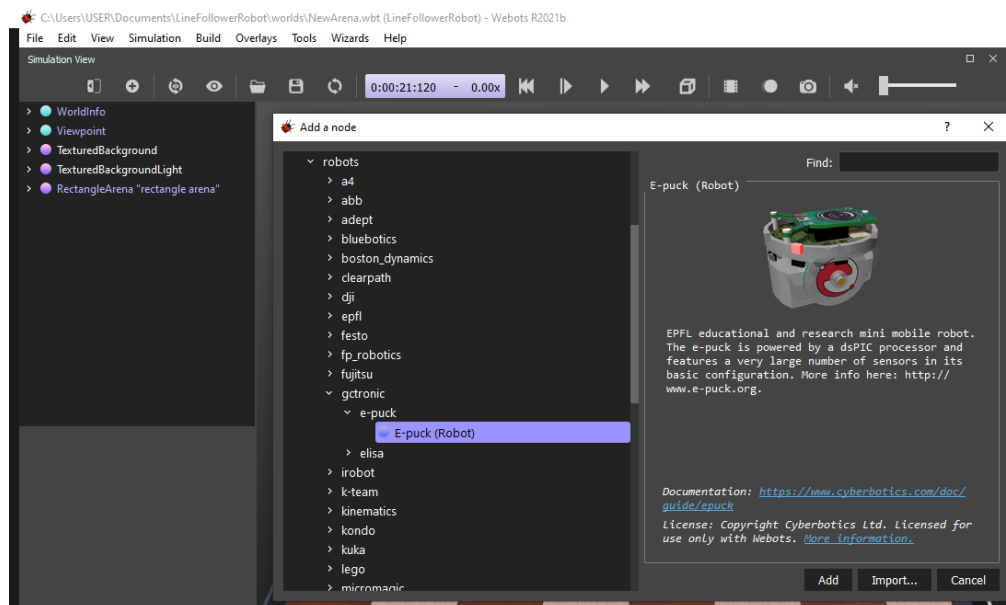 C:\Users\USER\Documents\LineFollowerRobot\worlds\NewArena.wbt (LineFollowerRobot) - Webots R2021b
File Edit View Simulation Build Overlays Tools Wizards Help
Simulation View
0:00:21:120 - 0.00x
WorldInfo
Viewpoint
TexturedBackground
TexturedBackgroundLight
RectangleArena "rectangle arena"
Add a node
?
robots
a4
abb
adept
bluebotics
boston_dynamics
clearpath
dji
epfl
festo
fp_robotics
fujitsu
gctronic
e-puck
E-puck (Robot)
elisa
irobot
k-team
kinematics
kondo
kuka
lego
micromagic
Find:
E-puck (Robot)
EPFL educational and research mini mobile robot.
The e-puck is powered by a dsPIC processor and
features a very large number of sensors in its
basic configuration. More info here: http://
www.e-puck.org.
Documentation: https://www.cyberbotics.com/doc/
guide/epuck
License: Copyright Cyberbotics Ltd. Licensed for
use only with Webots. More information.
Add Import... Cancel